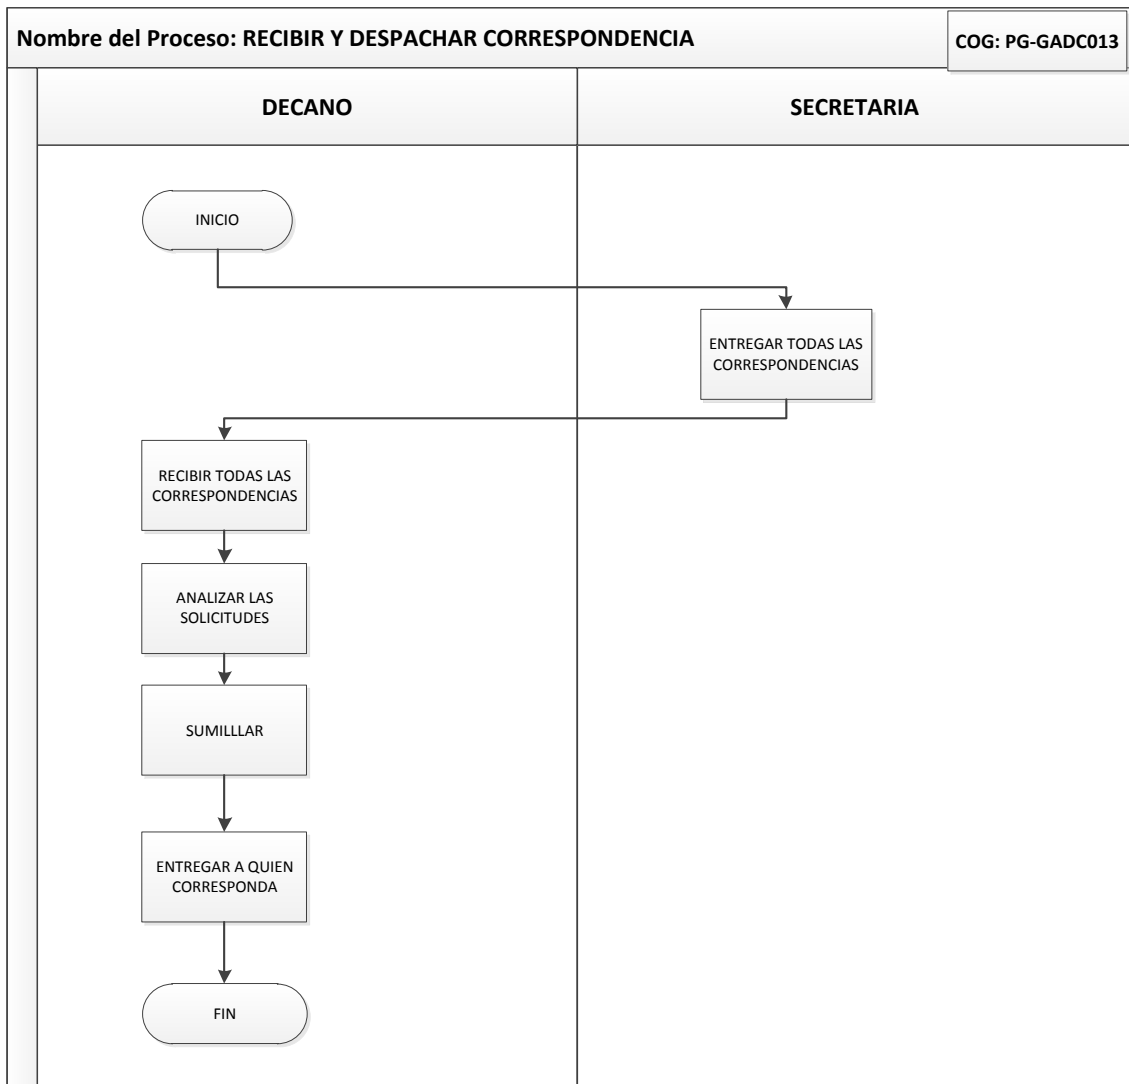 Nombre del Proceso: RECIBIR Y DESPACHAR CORRESPONDENCIA
COG: PG-GADC013
DECANO
SECRETARIA
INICIO
ENTREGAR TODAS LAS
CORRESPONDENCIAS
RECIBIR TODAS LAS
CORRESPONDENCIAS
ANALIZAR LAS
SOLICITUDES
SUMILLLAR
ENTREGAR A QUIEN
CORRESPONDA
FIN